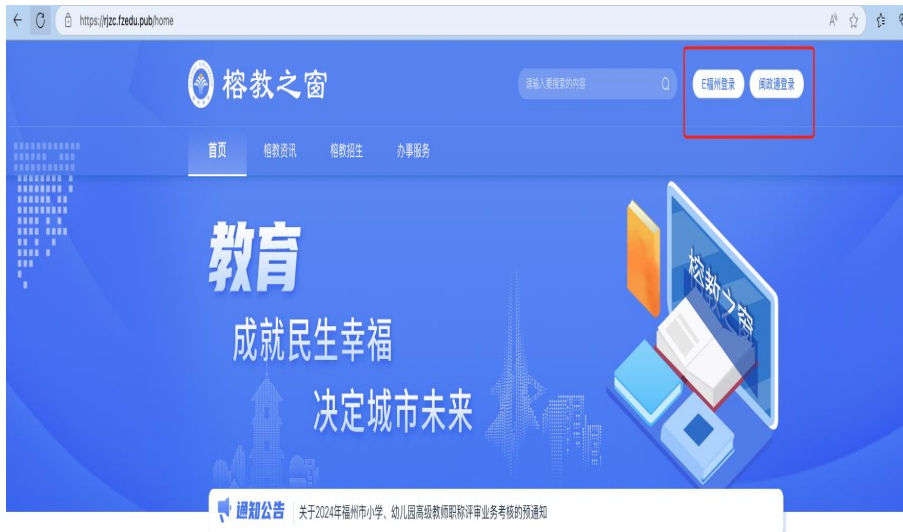 https://rjzc.fzedu.pub/home
榕教之窗
请输入要搜索的内容
E福州登录
闽政通登录
首页
榕教资讯
榕教招生
办事服务
教育
成就民生幸福
决定城市未来
榕教之窗
通知公告
关于2024年福州市小学、幼儿园高级教师职称评审业务考核的预通知